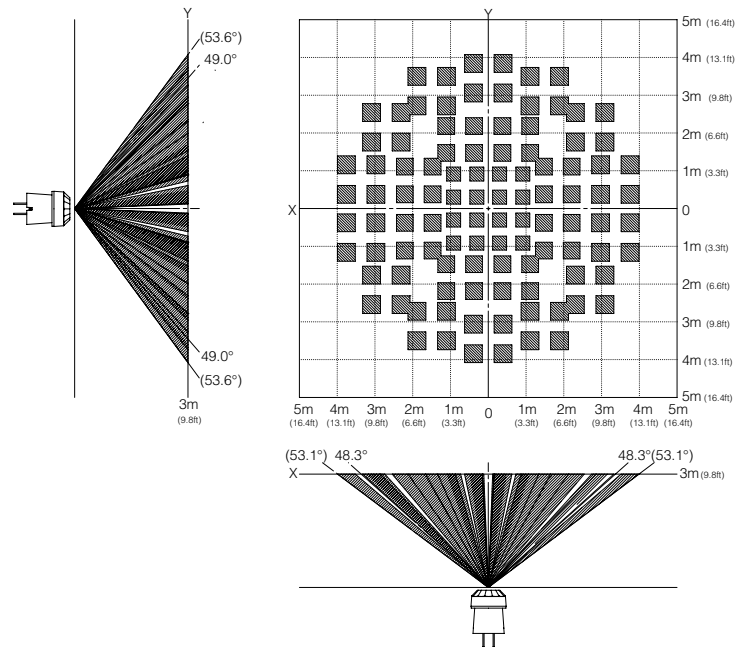 Y
(53.6°)
49.0°
49.0°
(53.6°)
3m
(9.8ft)
Y
5m (16.4ft)
4m (13.1ft)
3m (9.8ft)
2m (6.6ft)
1m (3.3ft)
X 0
1m (3.3ft)
2m (6.6ft)
3m (9.8ft)
4m (13.1ft)
5m (16.4ft)
5m 4m 3m 2m 1m 0 1m 2m 3m 4m 5m
(16.4ft) (13.1ft) (9.8ft) (6.6ft) (3.3ft) (3.3ft) (6.6ft) (9.8ft) (13.1ft) (16.4ft)
(53.1°) 48.3° 48.3° (53.1°)
X 3m (9.8ft)